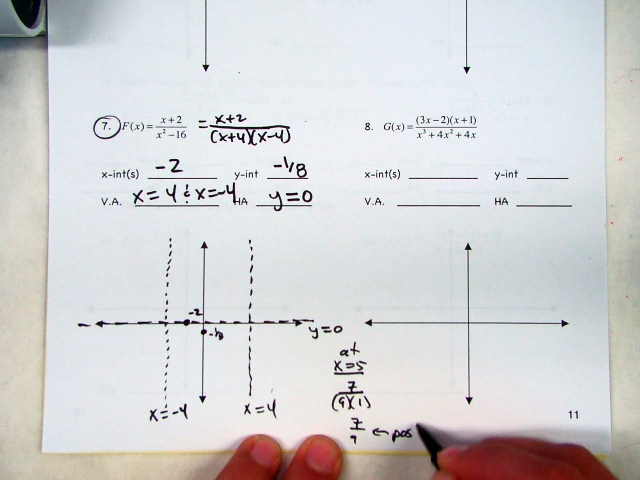 7. F(x) = x+2 / x² −16 = x+2 / (x+4)(x−4)
8. G(x) = (3x−2)(x+1) / x³ + 4x² + 4x
x-int(s) −2 y-int −1/8
V.A. x = 4 & x = −4 HA y = 0
x-int(s) y-int
V.A. HA
−2
−1/8
y=0
x=−4
x=4
at
x=5
7
(9)(1)
7
9 ← pos
11